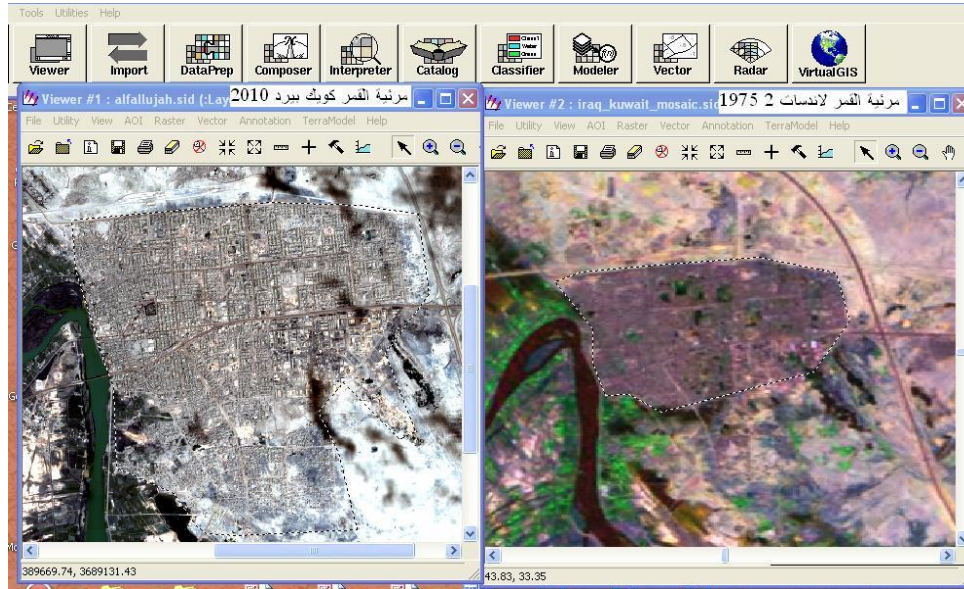 Tools Utilities Help
Viewer Import DataPrep Composer Interpreter Catalog Classifier Modeler Vector Radar VirtualGIS
Viewer #1 : alfallujah.sid (:Lay مرئية القمر كويك بيرد 2010
File Utility View AOI Raster Vector Annotation TerraModel Help
389669.74, 3689131.43
Viewer #2 : iraq_kuwait_mosaic.sid مرئية القمر لاندسات 2 1975
File Utility View AOI Raster Vector Annotation TerraModel Help
43.83, 33.35